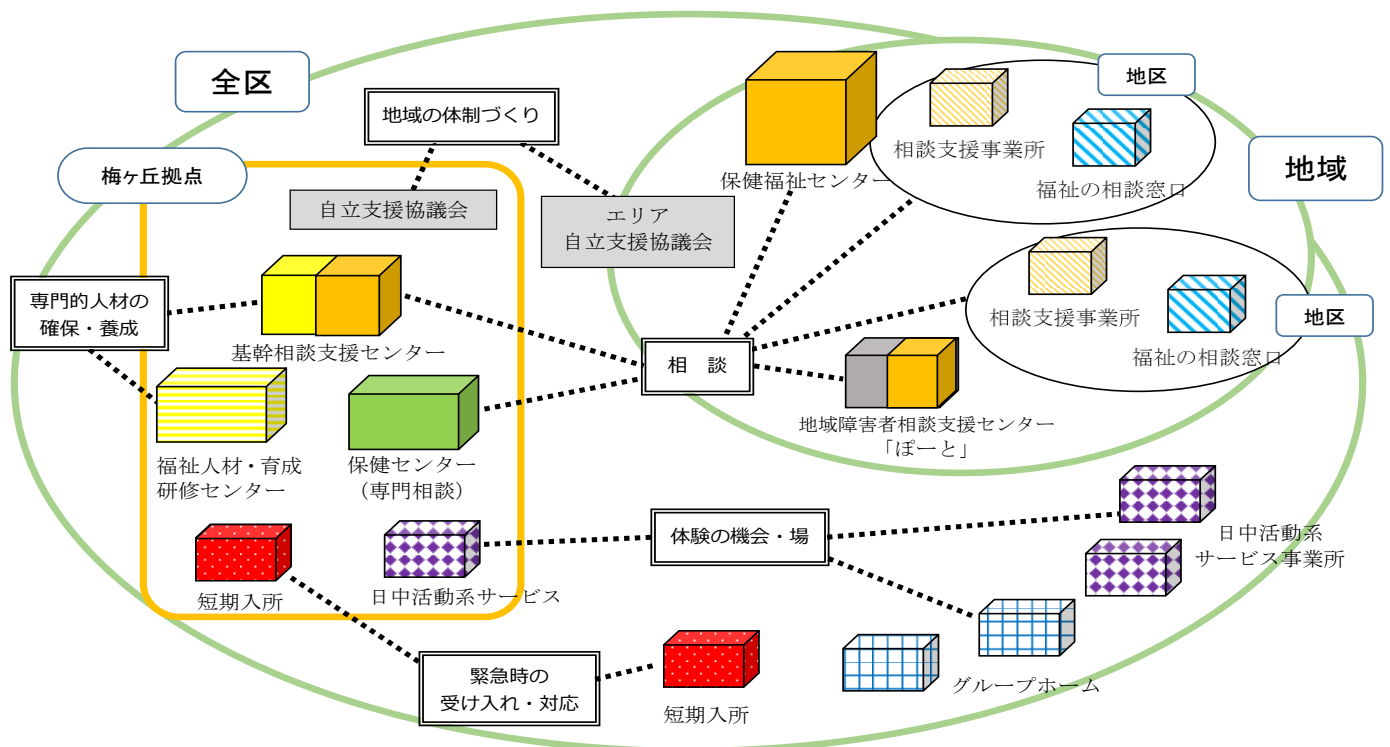 全区
地域の体制づくり
地区
相談支援事業所
福祉の相談窓口
保健福祉センター
地域
梅ヶ丘拠点
自立支援協議会
エリア
自立支援協議会
専門的人材の
確保・養成
基幹相談支援センター
相　談
相談支援事業所
福祉の相談窓口
地区
地域障害者相談支援センター
「ぽーと」
福祉人材・育成
研修センター
保健センター
（専門相談）
体験の機会・場
日中活動系
サービス事業所
短期入所
日中活動系サービス
緊急時の
受け入れ・対応
短期入所
グループホーム